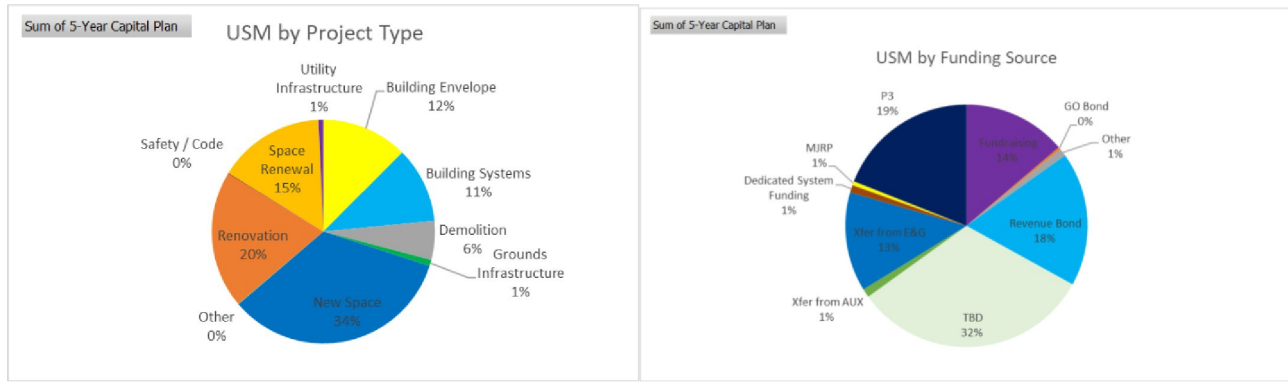 Sum of 5-Year Capital Plan
USM by Project Type
Utility
Infrastructure
1%
Building Envelope
12%
Safety / Code
0%
Space
Renewal
15%
Building Systems
11%
Renovation
20%
Demolition
6%
Grounds
Infrastructure
1%
New Space
34%
Other
0%
Sum of 5-Year Capital Plan
USM by Funding Source
P3
19%
GO Bond
0%
Fundraising
14%
Other
1%
MJRP
1%
Dedicated System
Funding
1%
Xfer from E&G
13%
Revenue Bond
18%
Xfer from AUX
1%
TBD
32%